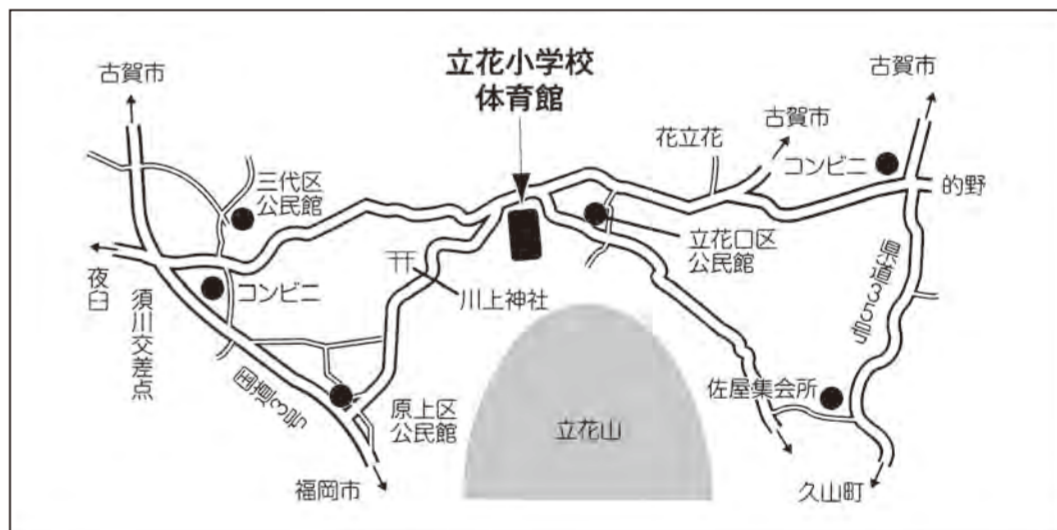 立花小学校
体育館
古賀市
古賀市
古賀市
花立花
コンビニ
的野
三代区
公民館
立花口区
公民館
県道35号
夜臼
須川交差点
コンビニ
川上神社
国道3号
原上区
公民館
立花山
佐屋集会所
福岡市
久山町